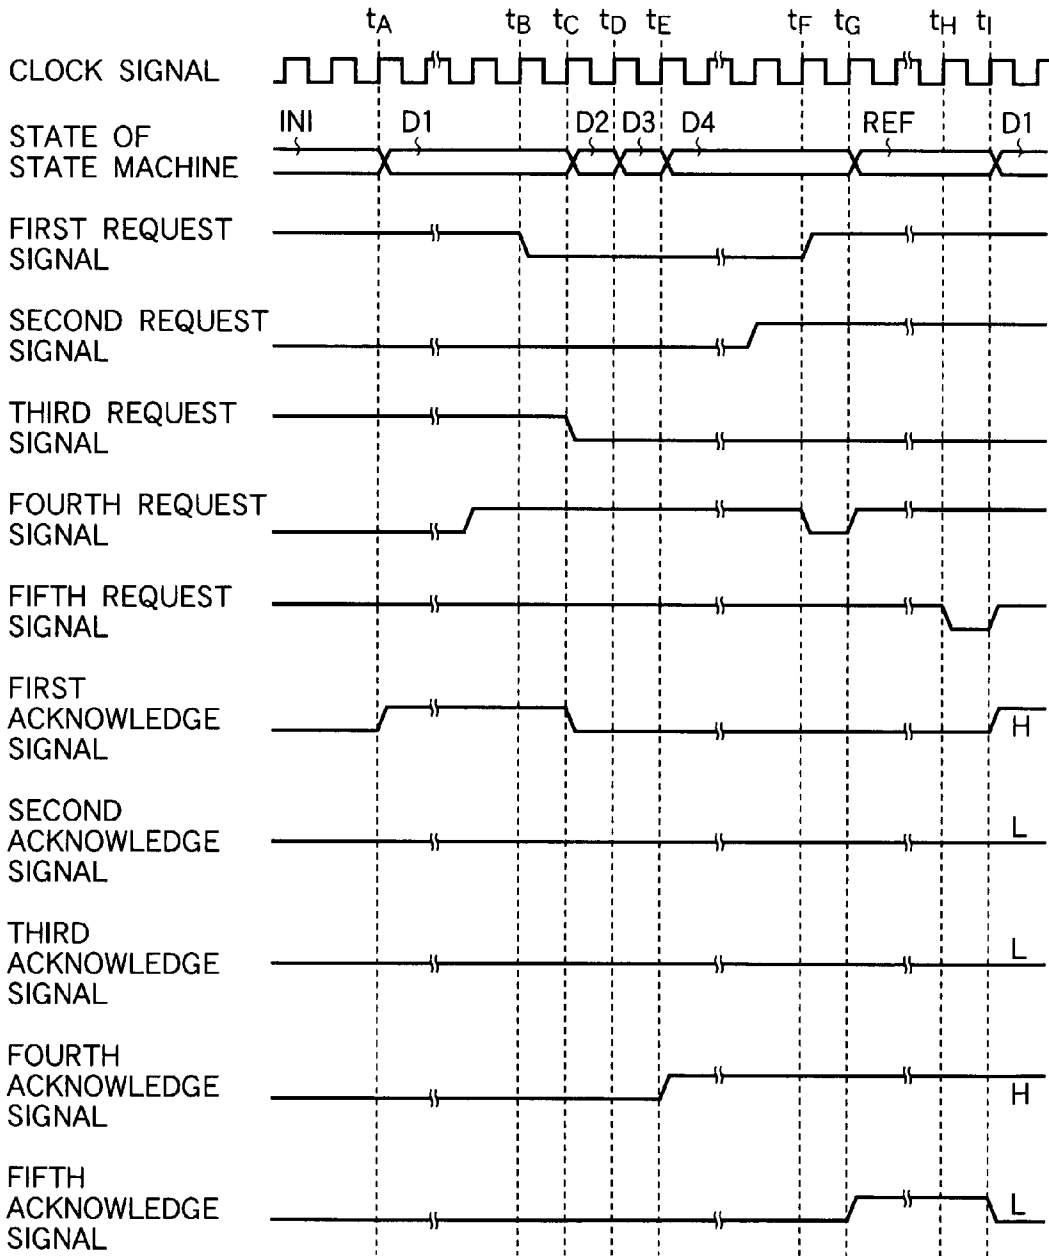 tA tB tC tD tE tF tG tH tI
CLOCK SIGNAL
INI D1 D2 D3 D4 REF D1
STATE OF
STATE MACHINE
FIRST REQUEST
SIGNAL
SECOND REQUEST
SIGNAL
THIRD REQUEST
SIGNAL
FOURTH REQUEST
SIGNAL
FIFTH REQUEST
SIGNAL
FIRST
ACKNOWLEDGE
SIGNAL
H
SECOND
ACKNOWLEDGE
SIGNAL
L
THIRD
ACKNOWLEDGE
SIGNAL
L
FOURTH
ACKNOWLEDGE
SIGNAL
H
FIFTH
ACKNOWLEDGE
SIGNAL
L